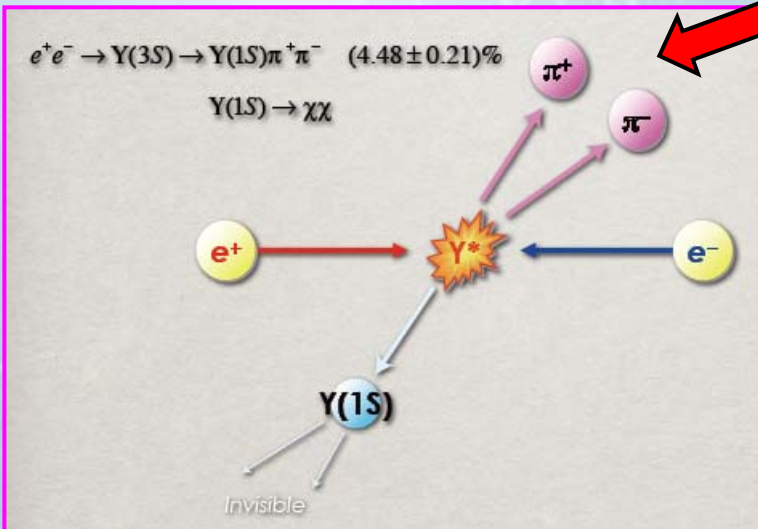 e⁺e⁻ → Υ(3S) → Υ(1S)π⁺π⁻ (4.48 ± 0.21)%
Υ(1S) → χχ
π⁺
π⁻
e⁺
Υ*
e⁻
Υ(1S)
Invisible